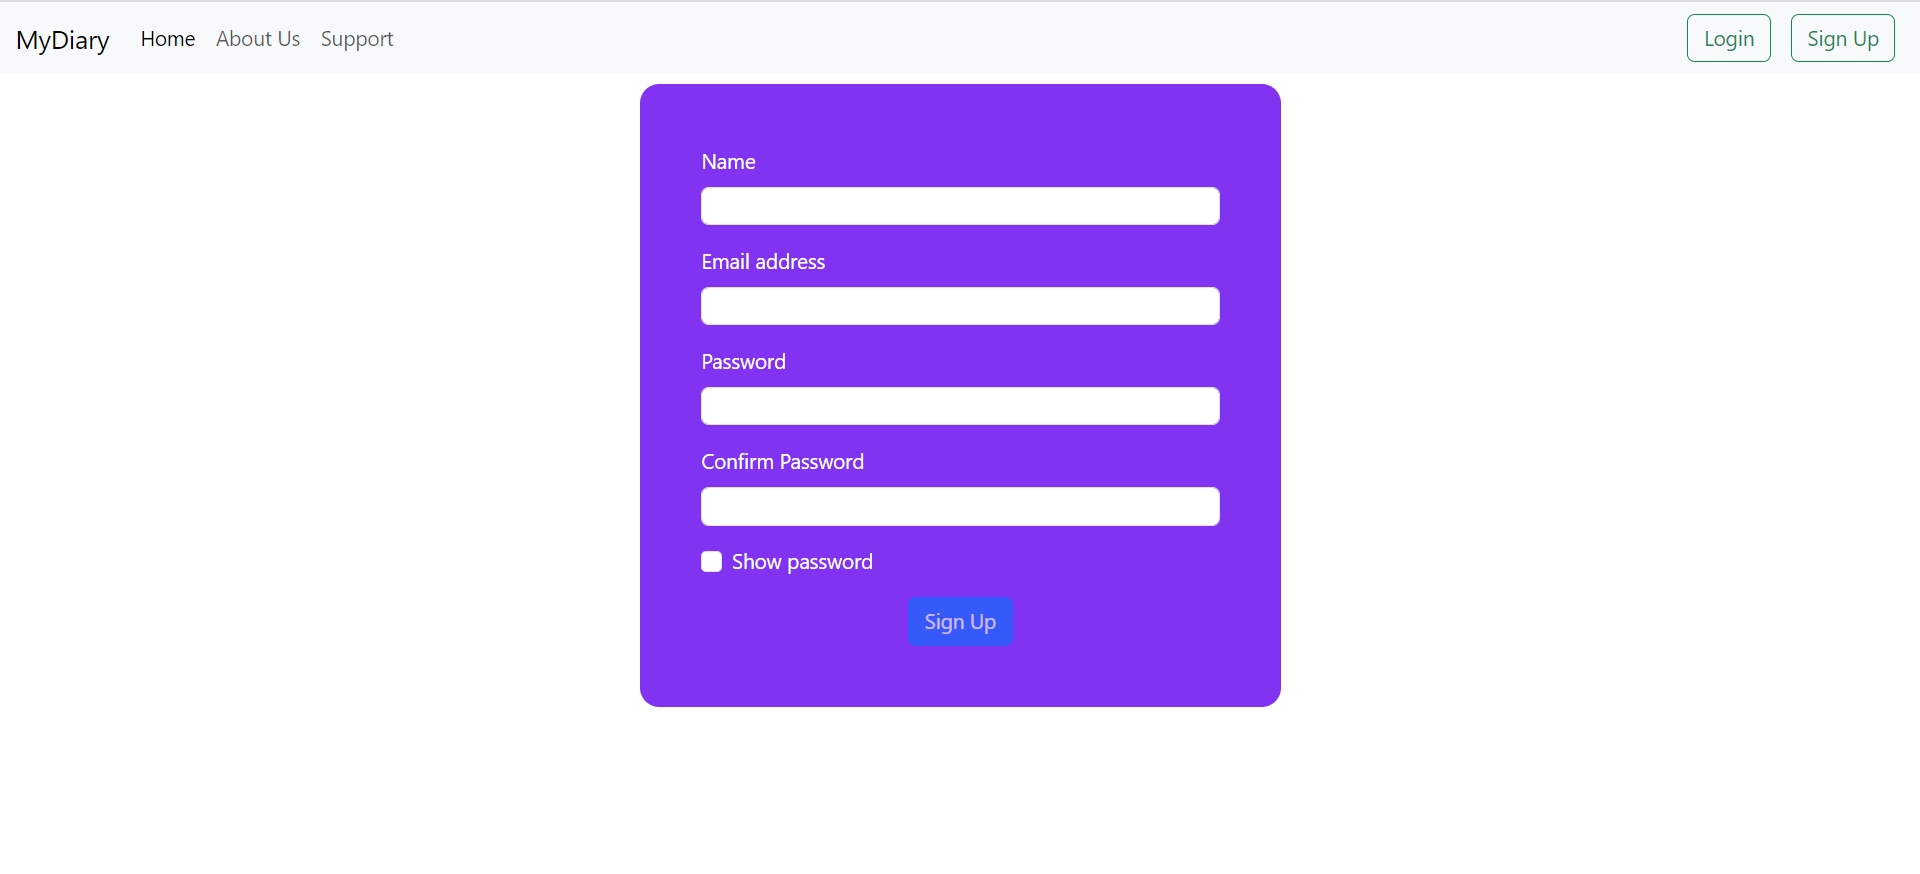 MyDiary Home About Us Support Login Sign Up
Name
Email address
Password
Confirm Password
Show password
Sign Up